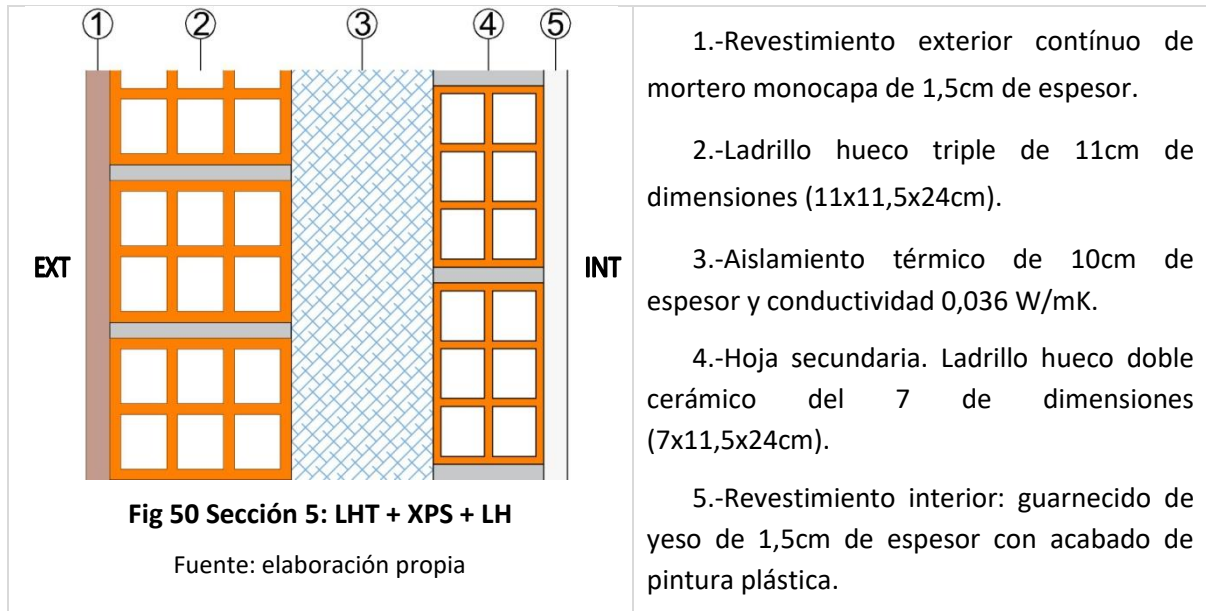 1 2 3 4 5
EXT
INT
Fig 50 Sección 5: LHT + XPS + LH
Fuente: elaboración propia
1.-Revestimiento exterior contínuo de
mortero monocapa de 1,5cm de espesor.
2.-Ladrillo hueco triple de 11cm de
dimensiones (11x11,5x24cm).
3.-Aislamiento térmico de 10cm de
espesor y conductividad 0,036 W/mK.
4.-Hoja secundaria. Ladrillo hueco doble
cerámico del 7 de dimensiones
(7x11,5x24cm).
5.-Revestimiento interior: guarnecido de
yeso de 1,5cm de espesor con acabado de
pintura plástica.